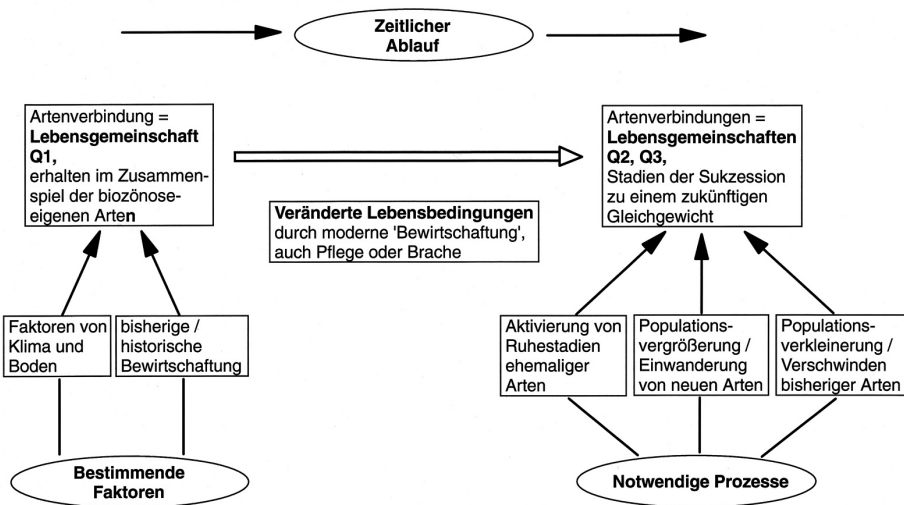 Zeitlicher
Ablauf
Artenverbindung =
Lebensgemeinschaft
Q1,
erhalten im Zusammen-
spiel der biozönose-
eigenen Arten
Artenverbindungen =
Lebensgemeinschaften
Q2, Q3,
Stadien der Sukzession
zu einem zukünftigen
Gleichgewicht
Veränderte Lebensbedingungen
durch moderne 'Bewirtschaftung',
auch Pflege oder Brache
Faktoren von
Klima und
Boden
bisherige /
historische
Bewirtschaftung
Aktivierung von
Ruhestadien
ehemaliger
Arten
Populations-
vergrößerung /
Einwanderung
von neuen Arten
Populations-
verkleinerung /
Verschwinden
bisheriger Arten
Bestimmende
Faktoren
Notwendige Prozesse